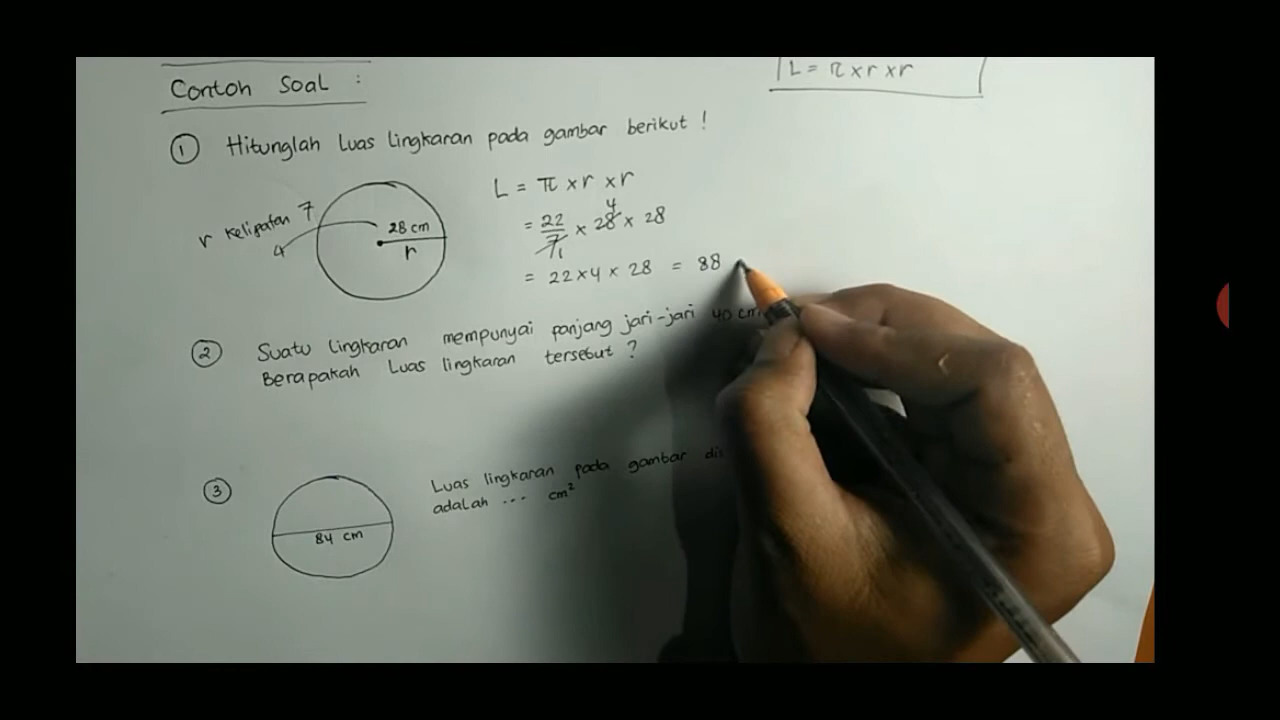 Contoh Soal :
L = π x r x r
① Hitunglah Luas lingkaran pada gambar berikut !
r kelipatan 7
4
28 cm
r
L = π x r x r
= 22/7 x 28 x 28
4
1
= 22 x 4 x 28 = 88
② Suatu lingkaran mempunyai panjang jari-jari 40 cm
Berapakah Luas lingkaran tersebut ?
③ Luas lingkaran pada gambar
adalah ... cm²
84 cm